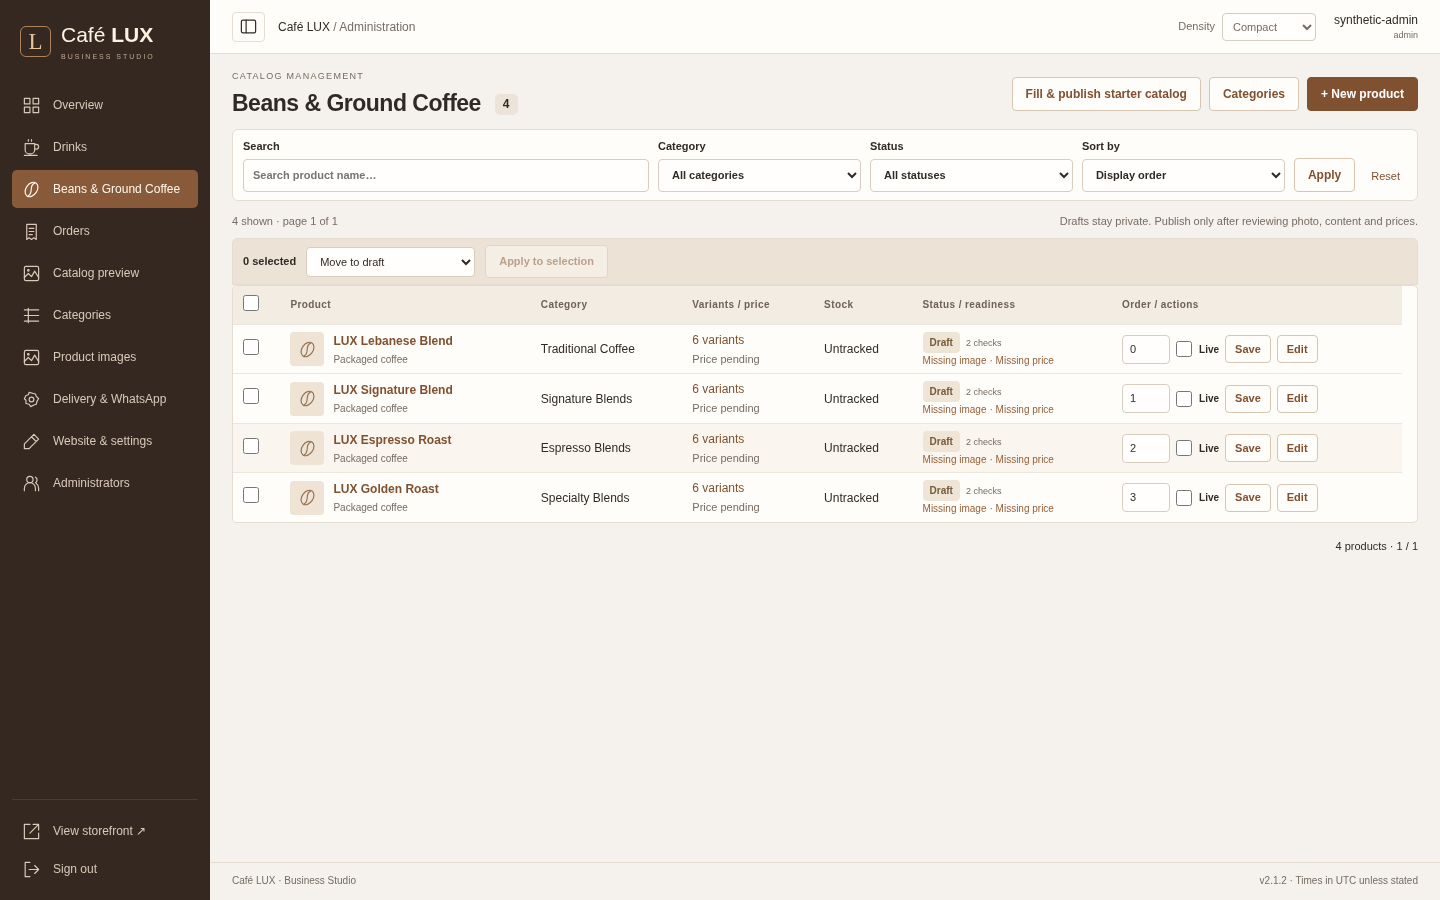 L
Café LUX
BUSINESS STUDIO
Overview
Drinks
Beans & Ground Coffee
Orders
Catalog preview
Categories
Product images
Delivery & WhatsApp
Website & settings
Administrators
View storefront ↗
Sign out
Café LUX / Administration
Density Compact
synthetic-admin
admin
CATALOG MANAGEMENT
Beans & Ground Coffee 4
Fill & publish starter catalog Categories + New product
Search Category Status Sort by
Search product name… All categories All statuses Display order Apply Reset
4 shown · page 1 of 1 Drafts stay private. Publish only after reviewing photo, content and prices.
0 selected Move to draft Apply to selection
Product Category Variants / price Stock Status / readiness Order / actions
LUX Lebanese Blend
Packaged coffee
Traditional Coffee
6 variants
Price pending
Untracked
Draft 2 checks
Missing image · Missing price
0 Live Save Edit
LUX Signature Blend
Packaged coffee
Signature Blends
6 variants
Price pending
Untracked
Draft 2 checks
Missing image · Missing price
1 Live Save Edit
LUX Espresso Roast
Packaged coffee
Espresso Blends
6 variants
Price pending
Untracked
Draft 2 checks
Missing image · Missing price
2 Live Save Edit
LUX Golden Roast
Packaged coffee
Specialty Blends
6 variants
Price pending
Untracked
Draft 2 checks
Missing image · Missing price
3 Live Save Edit
4 products · 1 / 1
Café LUX · Business Studio v2.1.2 · Times in UTC unless stated